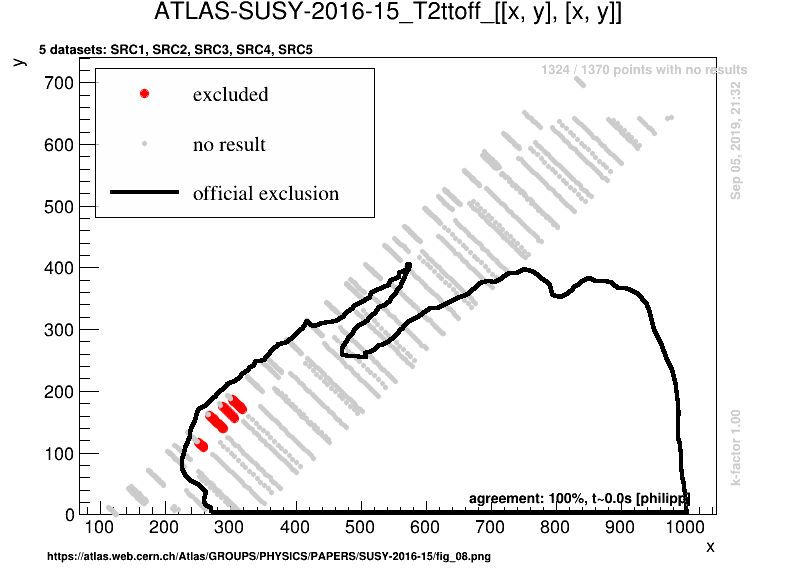 ATLAS-SUSY-2016-15_T2ttoff_[[x, y], [x, y]]
5 datasets: SRC1, SRC2, SRC3, SRC4, SRC5
y
1324 / 1370 points with no results
excluded
no result
official exclusion
Sep 05, 2019, 21:32
k-factor 1.00
700
600
500
400
300
200
100
0
agreement: 100%, t~0.0s [philipp]
100 200 300 400 500 600 700 800 900 1000
x
https://atlas.web.cern.ch/Atlas/GROUPS/PHYSICS/PAPERS/SUSY-2016-15/fig_08.png